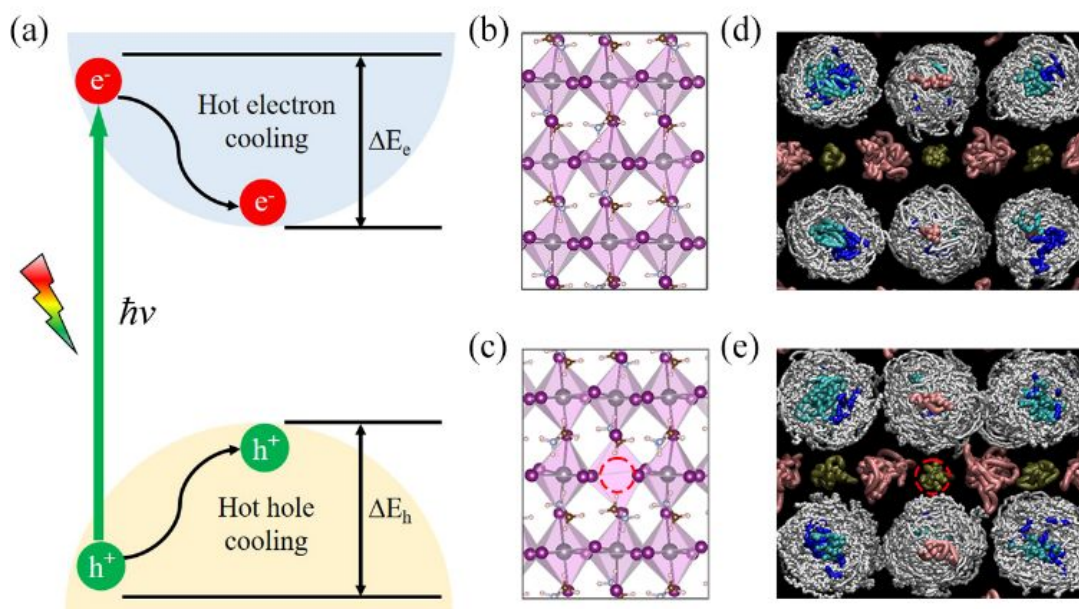 (a)
e⁻
Hot electron
cooling
ΔEₑ
e⁻
ħν
h⁺
ΔEₕ
Hot hole
cooling
h⁺
(b)
(c)
(d)
(e)